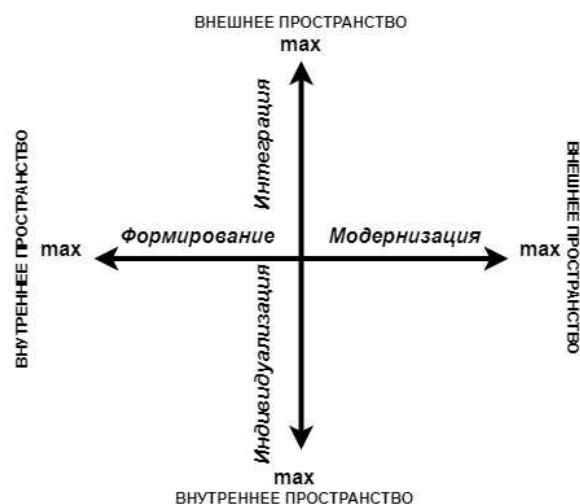 ВНЕШНЕЕ ПРОСТРАНСТВО
max
Интеграция
ВНУТРЕННЕЕ ПРОСТРАНСТВО
max
Формирование
Модернизация
max
ВНЕШНЕЕ ПРОСТРАНСТВО
Индивидуализация
max
ВНУТРЕННЕЕ ПРОСТРАНСТВО